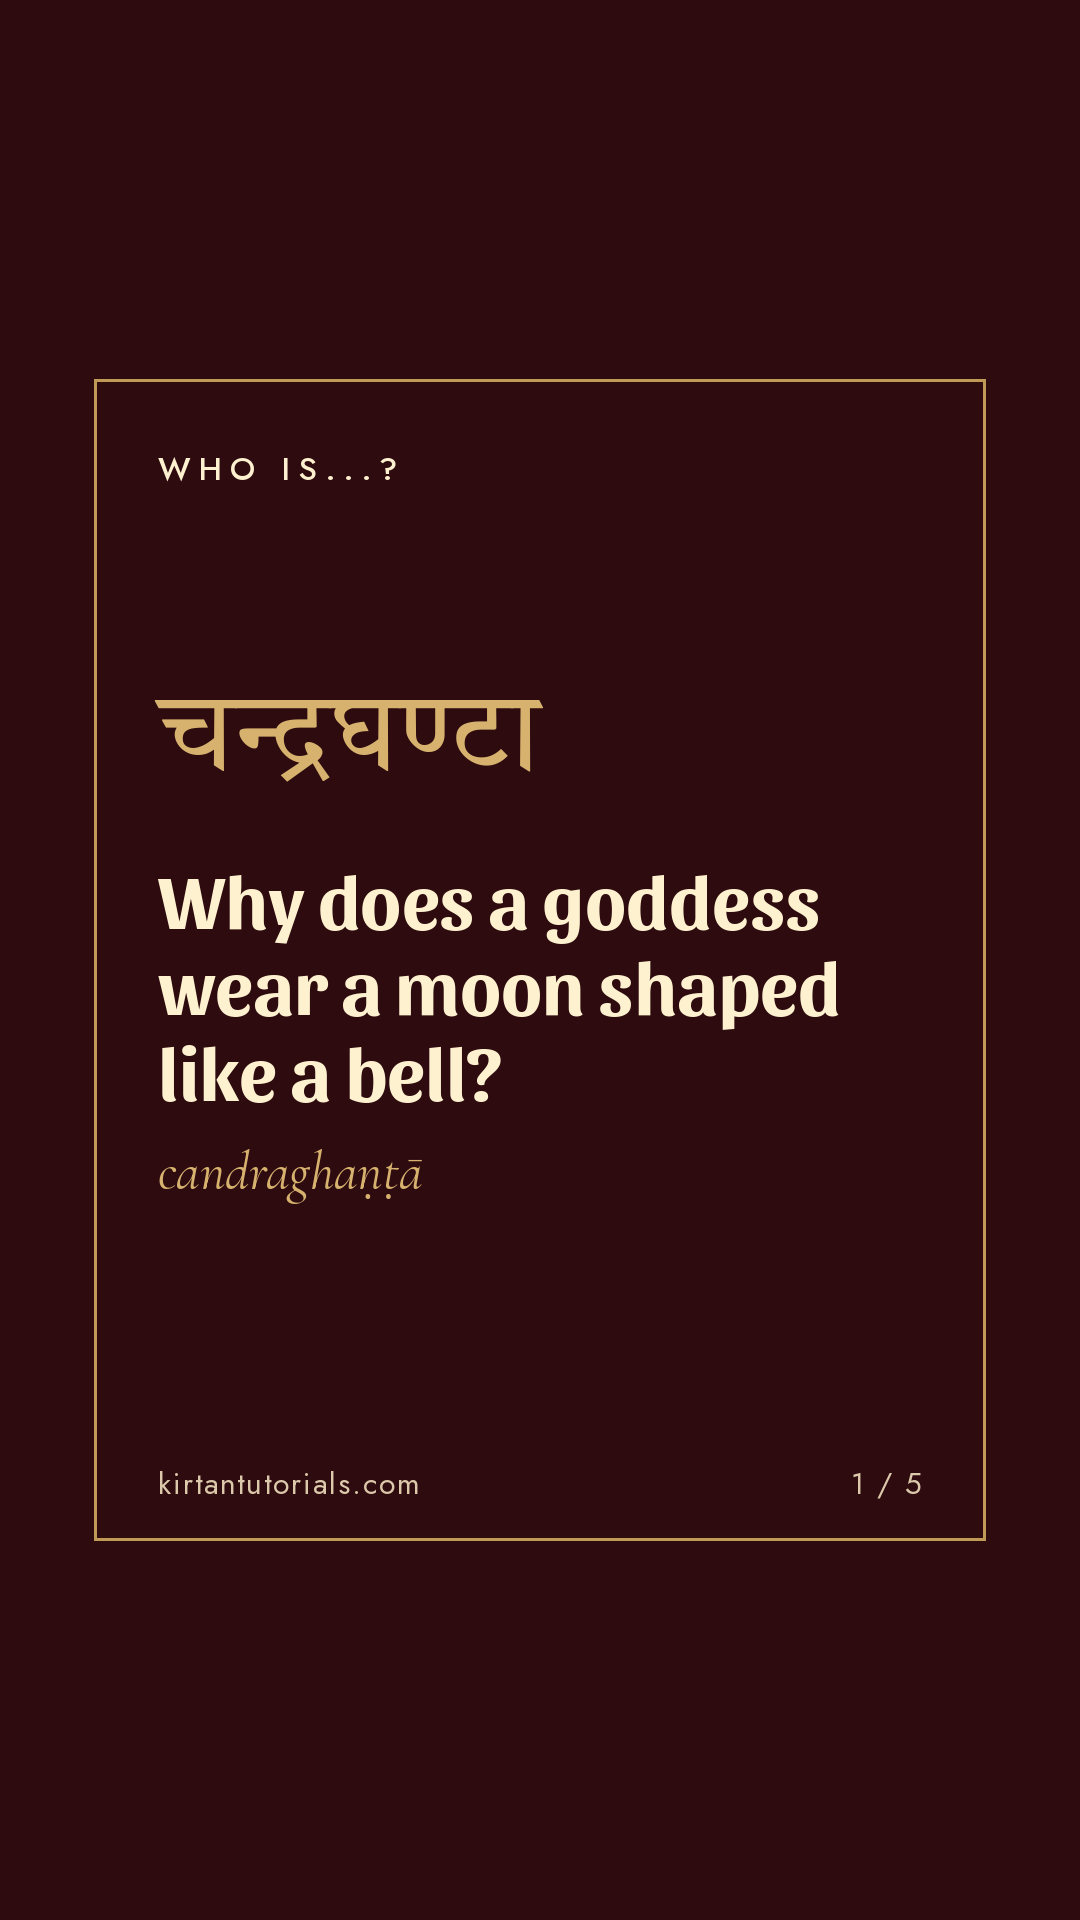 WHO IS...?
चन्द्रघण्टा
Why does a goddess
wear a moon shaped
like a bell?
candraghaṇṭā
kirtantutorials.com
1 / 5